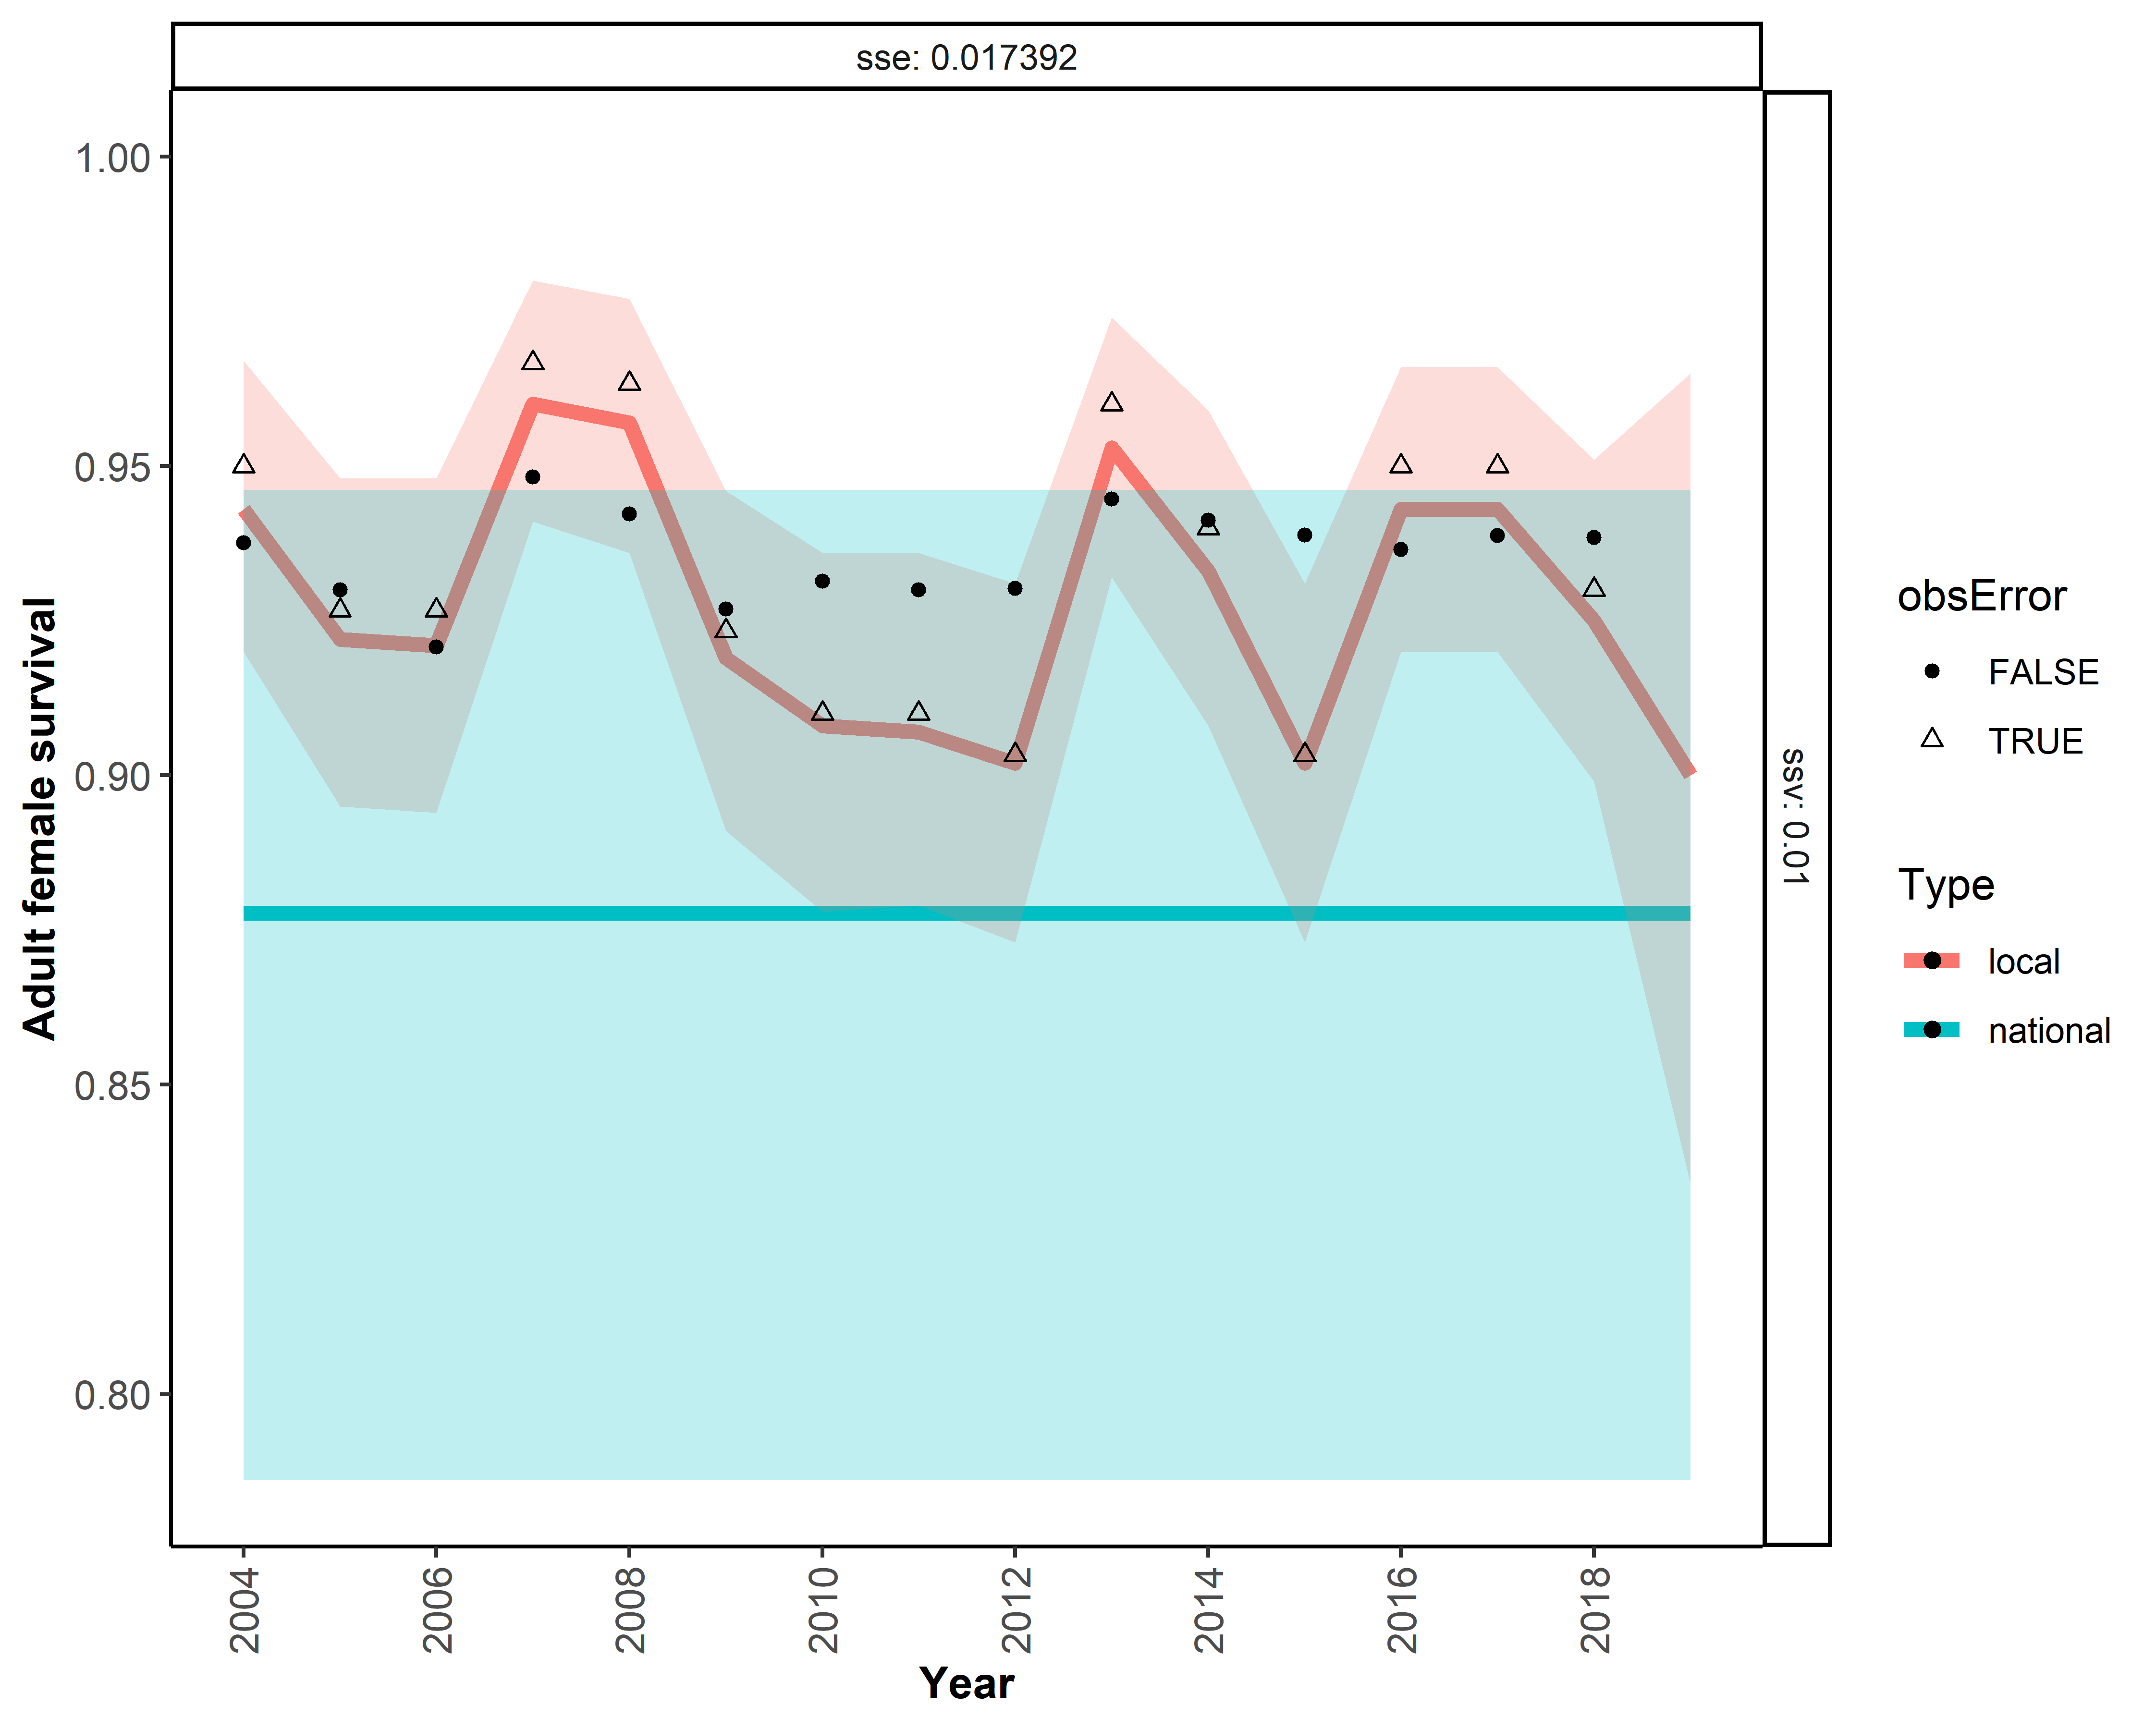 sse: 0.017392
1.00
0.95
0.90
0.85
0.80
Adult female survival
ssv: 0.01
2004
2006
2008
2010
2012
2014
2016
2018
Year
obsError
FALSE
TRUE
Type
local
national